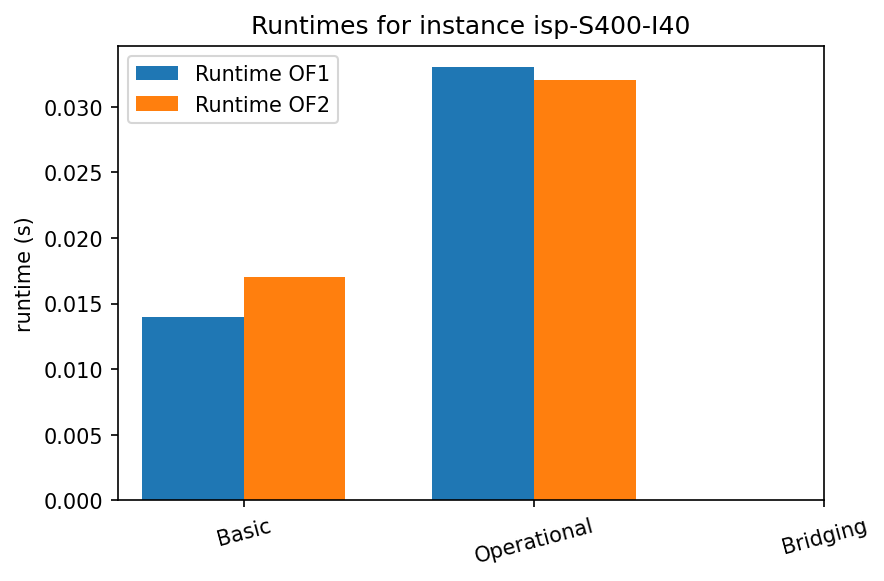 Runtimes for instance isp-S400-I40
Runtime OF1
Runtime OF2
runtime (s)
0.030
0.025
0.020
0.015
0.010
0.005
0.000
Basic
Operational
Bridging